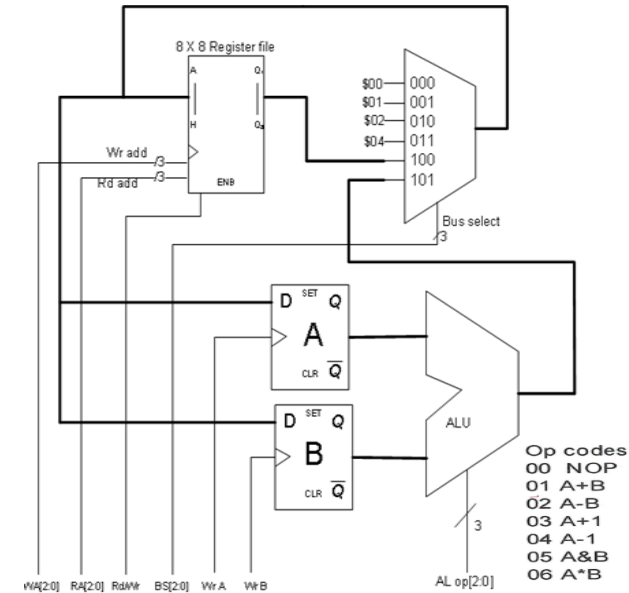 8 X 8 Register file
A
Q₁
H
Q₈
ENB
Wr add
/3
Rd add
/3
$00 000
$01 001
$02 010
$04 011
100
101
Bus select
3
D SET Q
A
CLR Q
D SET Q
B
CLR Q
ALU
3
Op codes
00 NOP
01 A+B
02 A-B
03 A+1
04 A-1
05 A&B
06 A*B
WA[2:0] RA[2:0] Rd/Wr BS[2:0] Wr A Wr B AL op[2:0]